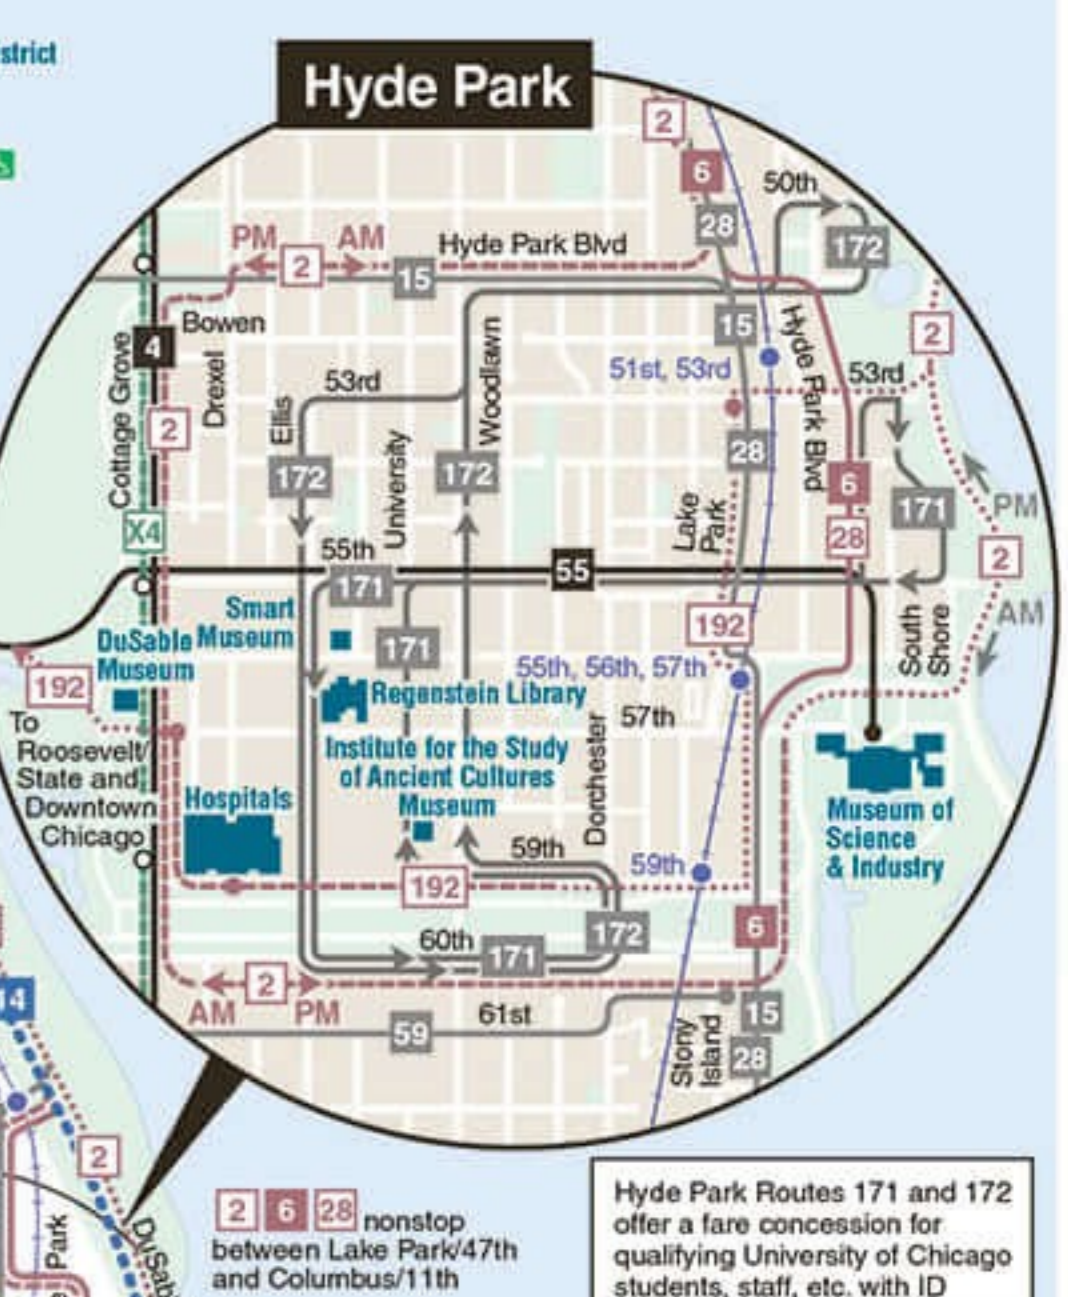 strict
Hyde Park
2
6
50th
PM
AM
Hyde Park Blvd
28
172
2
15
Bowen
4
15
Hyde Park Blvd
2
Cottage Grove
Drexel
53rd
Woodlawn
51st, 53rd
53rd
2
Ellis
University
172
172
28
6
Lake
Park
171
PM
X4
28
55th
55
2
171
AM
Smart
Museum
DuSable
Museum
171
192
South
Shore
192
55th, 56th, 57th
Regenstein Library
57th
To
Roosevelt/
State and
Downtown
Chicago
Institute for the Study
of Ancient Cultures
Museum
Dorchester
Hospitals
Museum of
Science
& Industry
59th
59th
192
6
172
60th
171
2
AM
PM
15
61st
59
Stony
Island
28
14
2
Park
DuSab
2 6 28 nonstop
between Lake Park/47th
and Columbus/11th
Hyde Park Routes 171 and 172
offer a fare concession for
qualifying University of Chicago
students, staff, etc. with ID